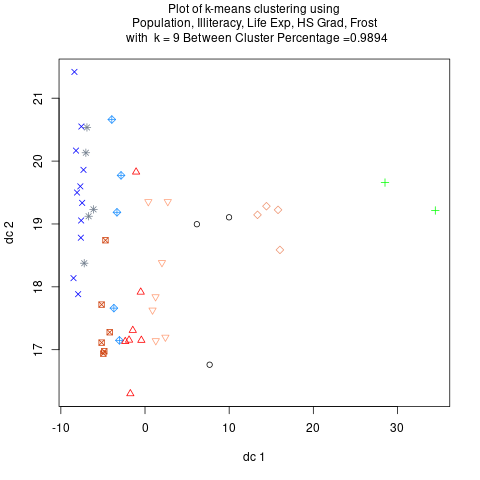 Plot of k-means clustering using
Population, Illiteracy, Life Exp, HS Grad, Frost
with  k = 9 Between Cluster Percentage =0.9894
21
20
19
18
17
dc 2
-10 0 10 20 30
dc 1